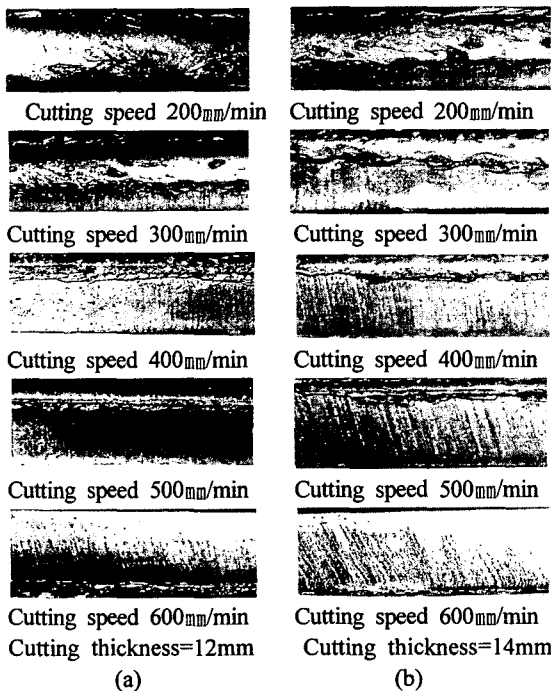 Cutting speed 200㎜/min
Cutting speed 200㎜/min
Cutting speed 300㎜/min
Cutting speed 300㎜/min
Cutting speed 400㎜/min
Cutting speed 400㎜/min
Cutting speed 500㎜/min
Cutting speed 500㎜/min
Cutting speed 600㎜/min
Cutting speed 600㎜/min
Cutting thickness=12mm
Cutting thickness=14mm
(a)
(b)